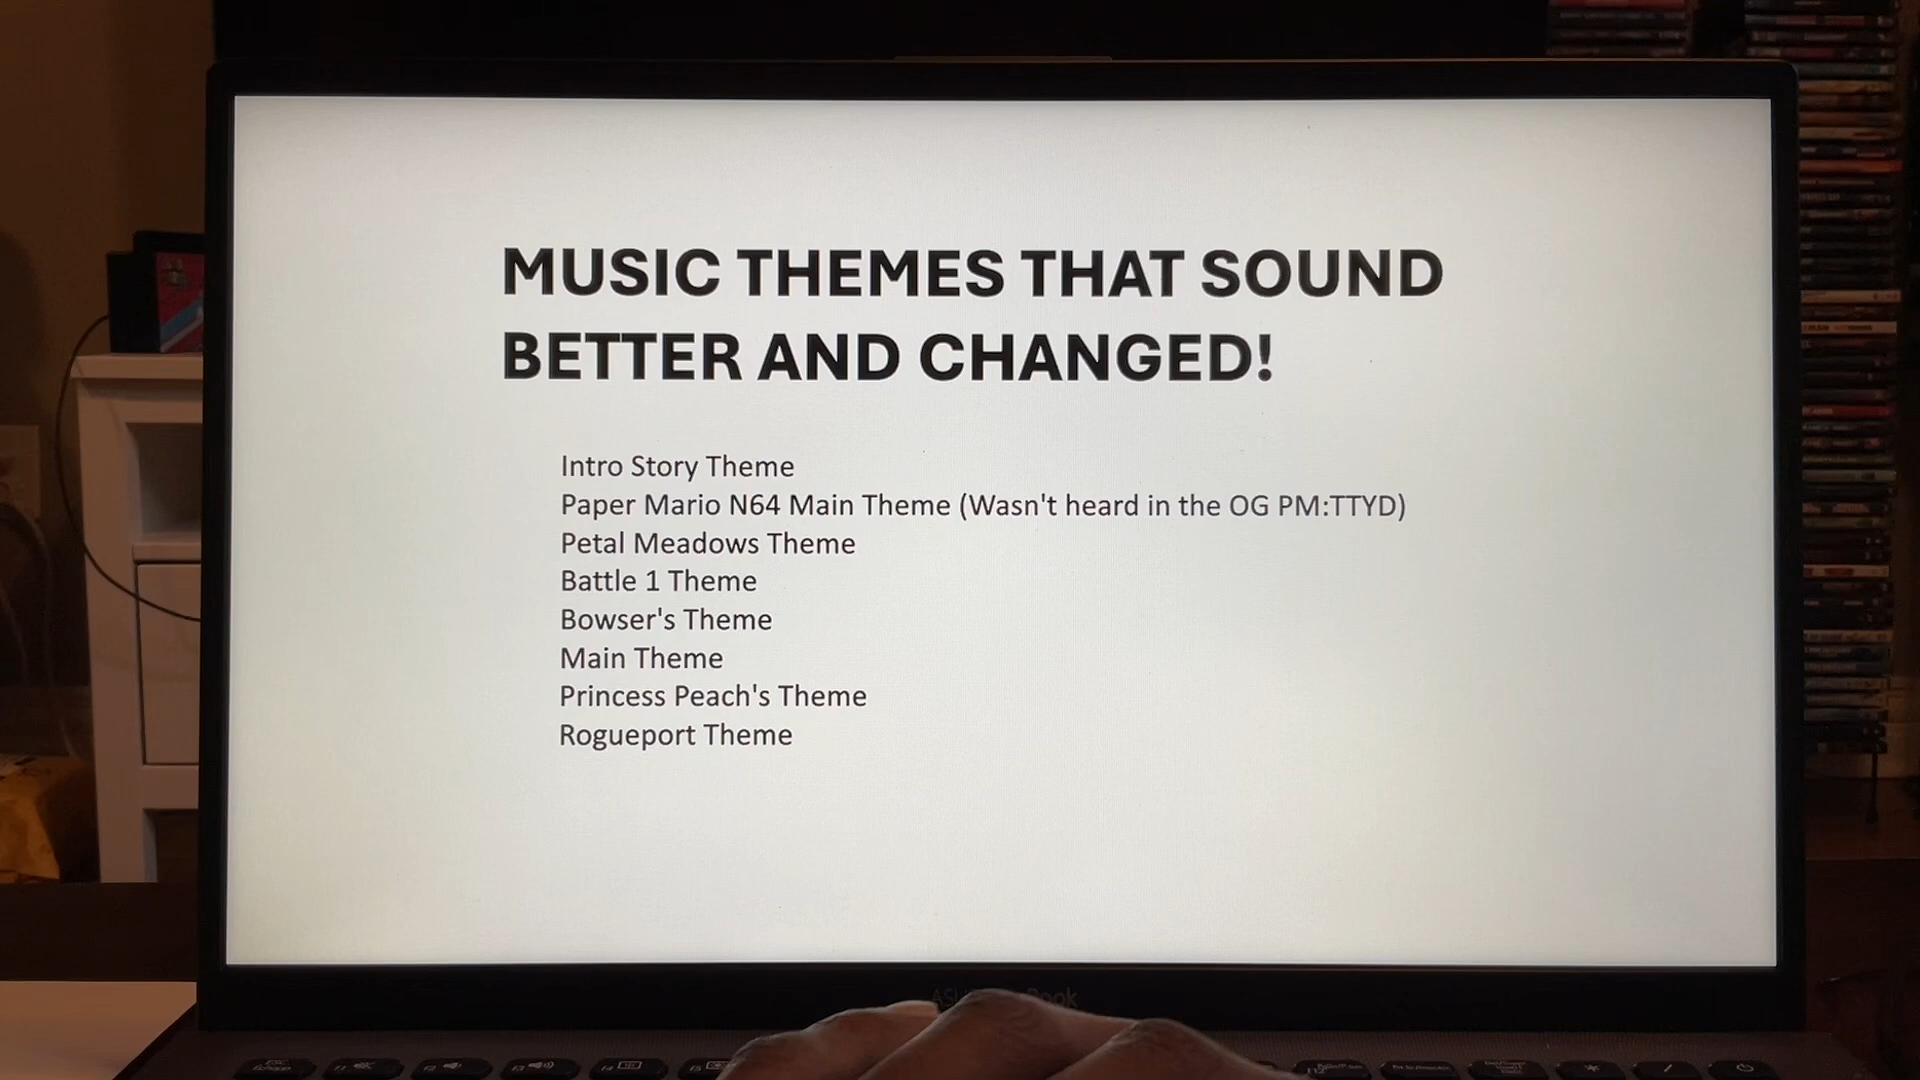 MUSIC THEMES THAT SOUND
BETTER AND CHANGED!
Intro Story Theme
Paper Mario N64 Main Theme (Wasn't heard in the OG PM:TTYD)
Petal Meadows Theme
Battle 1 Theme
Bowser's Theme
Main Theme
Princess Peach's Theme
Rogueport Theme